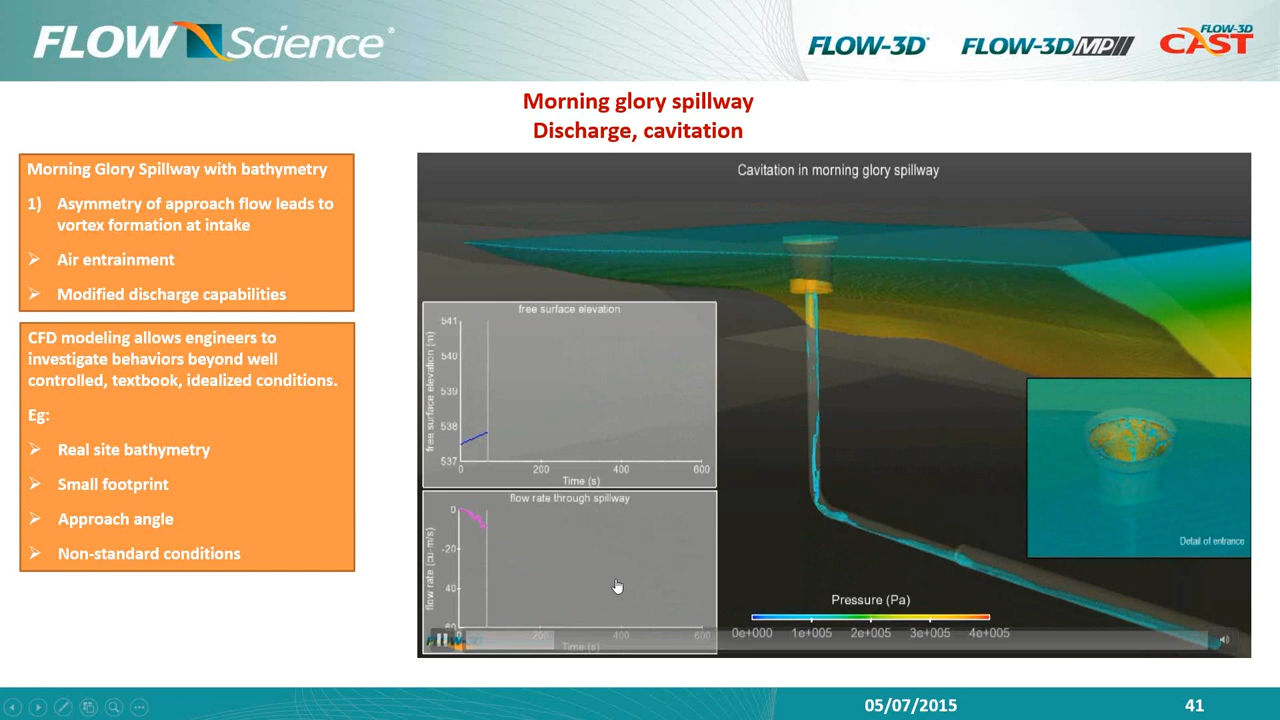 FLOW Science®
FLOW-3D®
FLOW-3D MP
FLOW-3D CAST
Morning glory spillway
Discharge, cavitation
Morning Glory Spillway with bathymetry
1) Asymmetry of approach flow leads to
vortex formation at intake
Air entrainment
Modified discharge capabilities
CFD modeling allows engineers to
investigate behaviors beyond well
controlled, textbook, idealized conditions.
Eg:
Real site bathymetry
Small footprint
Approach angle
Non-standard conditions
Cavitation in morning glory spillway
free surface elevation
free surface elevation (m)
541
540
539
538
537
0 200 400 600
Time (s)
flow rate through spillway
flow rate (cu-m/s)
0
-20
40
60
0 200 400 600
Time (s)
Detail of entrance
Pressure (Pa)
0e+000 1e+005 2e+005 3e+005 4e+005
05/07/2015
41